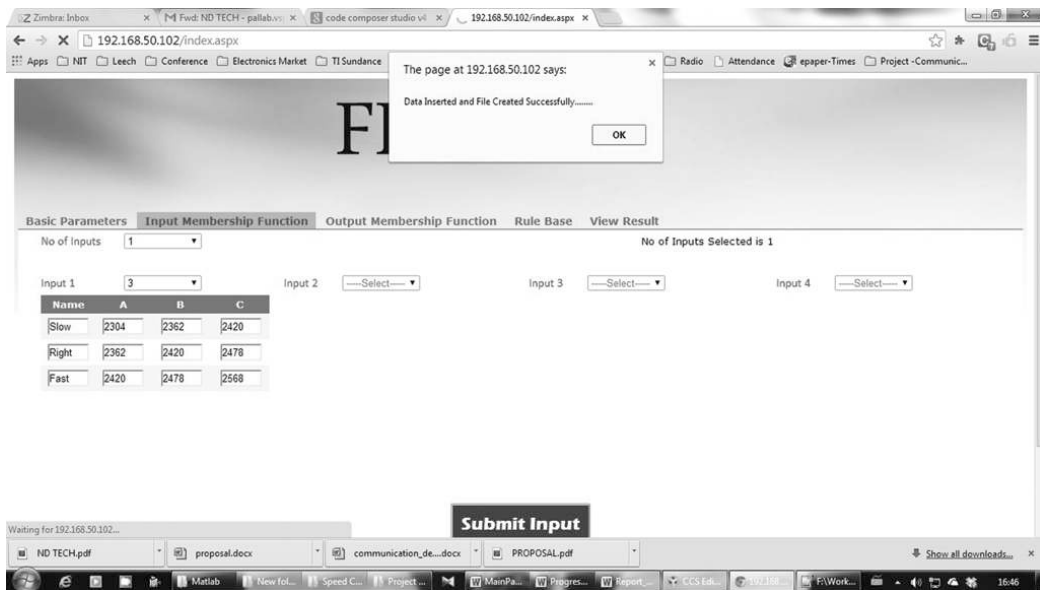 Zimbra: Inbox Fwd: ND TECH - pallab.vs code composer studio v4 192.168.50.102/index.aspx
192.168.50.102/index.aspx
Apps NIT Leech Conference Electronics Market TI Sundance Radio Attendance epaper-Times Project -Communic...
The page at 192.168.50.102 says:
Data Inserted and File Created Successfully........
OK
Basic Parameters Input Membership Function Output Membership Function Rule Base View Result
No of Inputs 1 No of Inputs Selected is 1
Input 1 3 Input 2 -----Select---- Input 3 -----Select---- Input 4 -----Select----
Name A B C
Slow 2304 2362 2420
Right 2362 2420 2478
Fast 2420 2478 2568
Submit Input
Waiting for 192.168.50.102...
ND TECH.pdf proposal.docx communication_de....docx PROPOSAL.pdf Show all downloads...
Matlab New fol... Speed C... Project ... MainPa... Progres... Report_... CCS Edi... 192.168.... F:\Work... 16:46